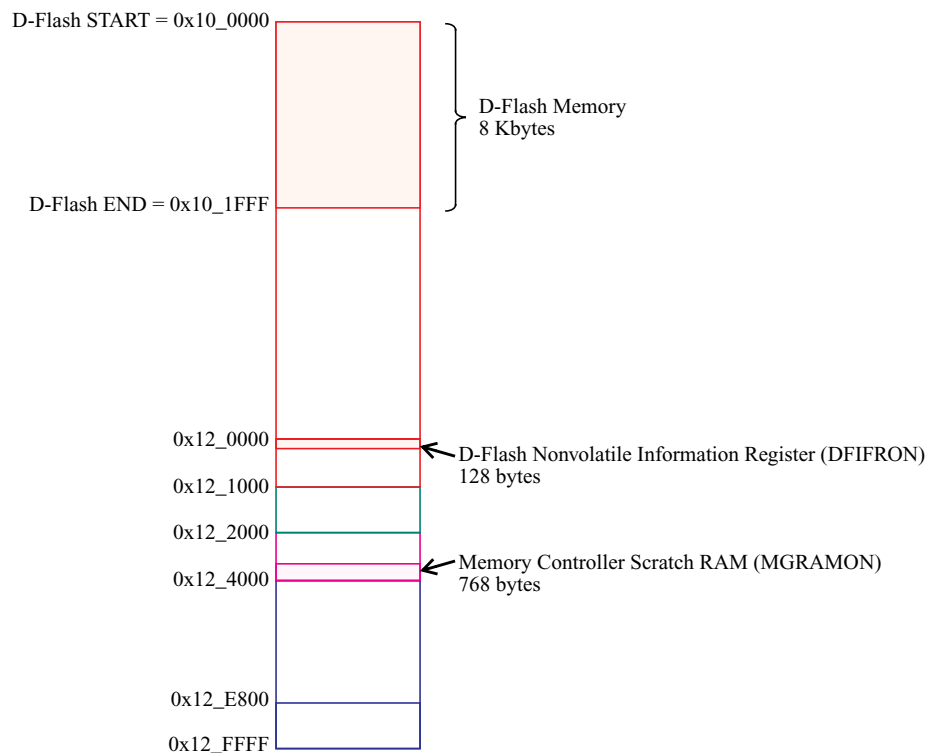 D-Flash START = 0x10_0000
D-Flash Memory
8 Kbytes
D-Flash END = 0x10_1FFF
0x12_0000
D-Flash Nonvolatile Information Register (DFIFRON)
128 bytes
0x12_1000
0x12_2000
Memory Controller Scratch RAM (MGRAMON)
768 bytes
0x12_4000
0x12_E800
0x12_FFFF